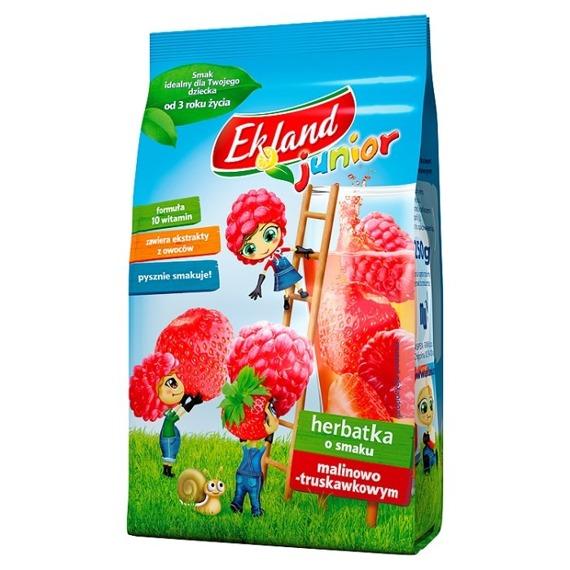 Smak
idealny dla Twojego
dziecka
od 3 roku życia
Ekland
junior
formuła
10 witamin
zawiera ekstrakty
z owoców
pysznie smakuje!
herbatka
o smaku
malinowo
-truskawkowym